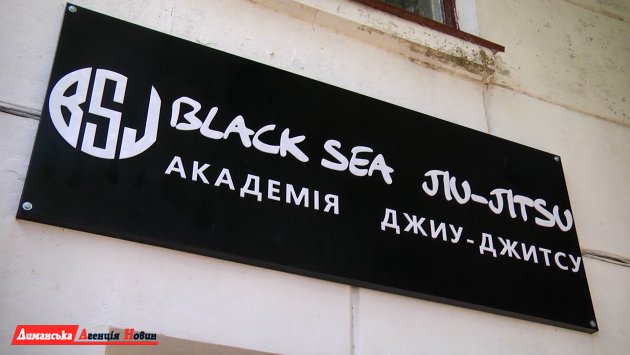 BSJ
BLACK SEA JIU-JITSU
АКАДЕМІЯ ДЖИУ-ДЖИТСУ
Лиманська Агенція Новин